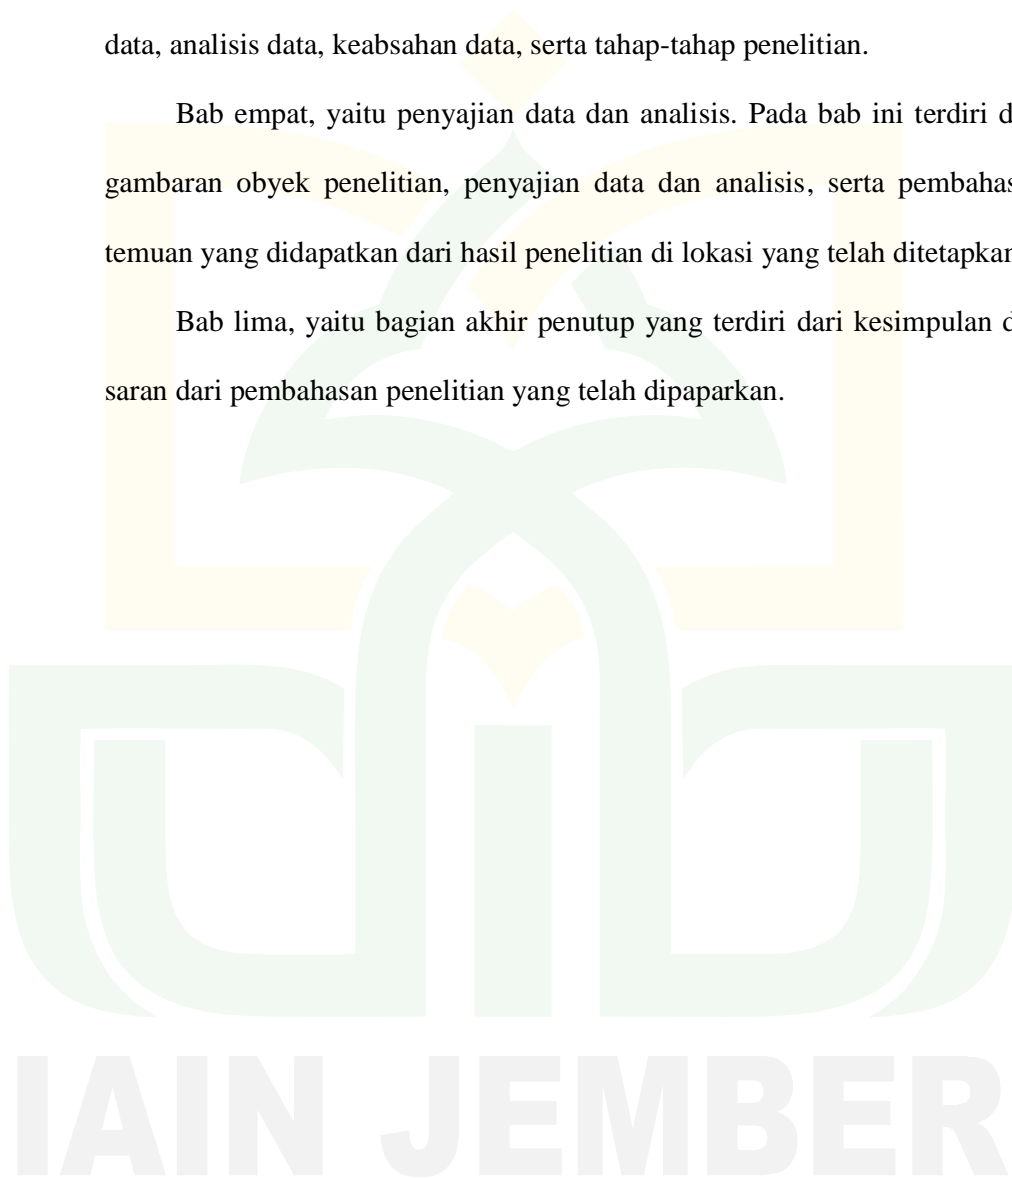 data, analisis data, keabsahan data, serta tahap-tahap penelitian.
Bab empat, yaitu penyajian data dan analisis. Pada bab ini terdiri
gambaran obyek penelitian, penyajian data dan analisis, serta
temuan yang didapatkan dari hasil penelitian di lokasi yang telah
Bab lima, yaitu bagian akhir penutup yang terdiri dari kesimpulan
saran dari pembahasan penelitian yang telah dipaparkan.
IAIN JEMBER